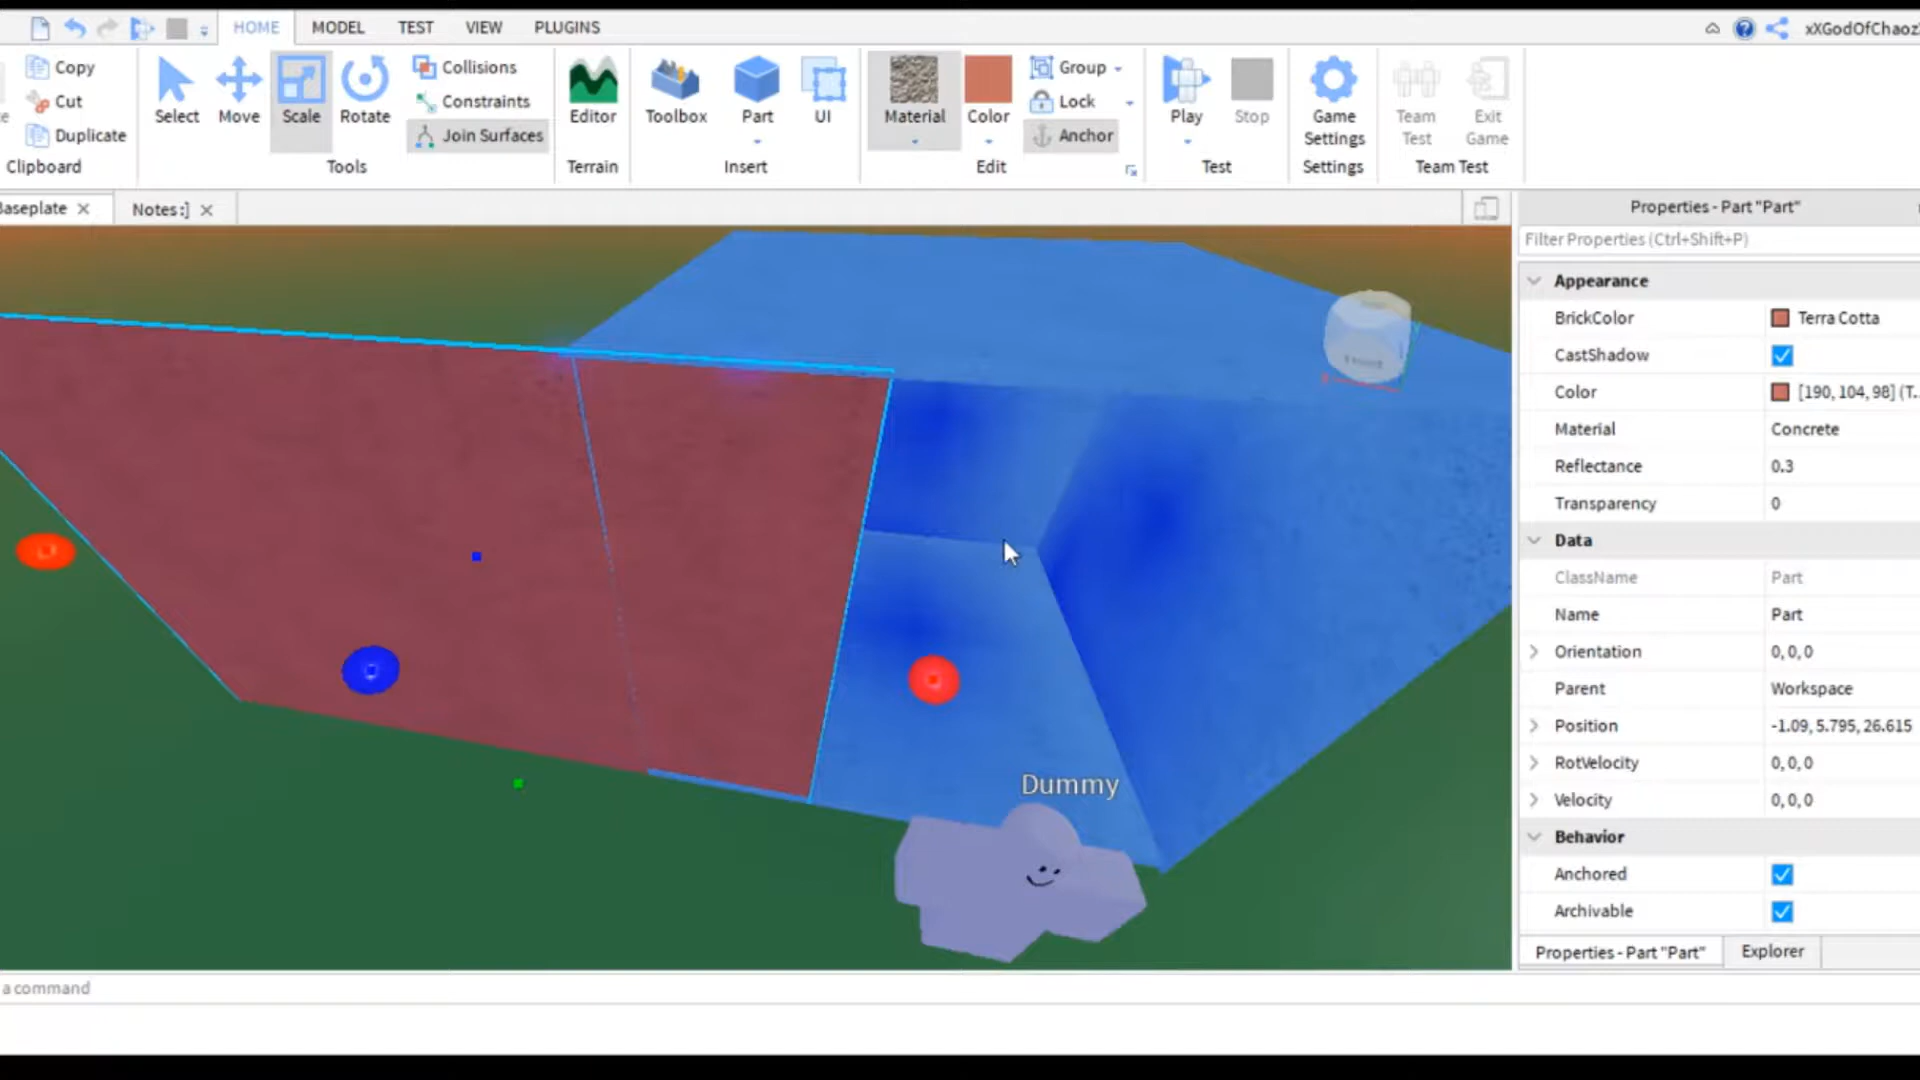 HOME MODEL TEST VIEW PLUGINS
xXGodOfChaoz
Copy
Cut
Duplicate
Clipboard
Select Move Scale Rotate
Collisions
Constraints
Join Surfaces
Tools
Editor
Terrain
Toolbox Part UI
Insert
Material Color
Group
Lock
Anchor
Edit
Play Stop
Test
Game Settings
Settings
Team Test
Exit Game
Team Test
Baseplate Notes:]
Properties - Part "Part"
Filter Properties (Ctrl+Shift+P)
Appearance
BrickColor Terra Cotta
CastShadow
Color [190, 104, 98] (T...
Material Concrete
Reflectance 0.3
Transparency 0
Data
ClassName Part
Name Part
Orientation 0, 0, 0
Parent Workspace
Position -1.09, 5.795, 26.615
RotVelocity 0, 0, 0
Velocity 0, 0, 0
Behavior
Anchored
Archivable
Properties - Part "Part" Explorer
Dummy
a command